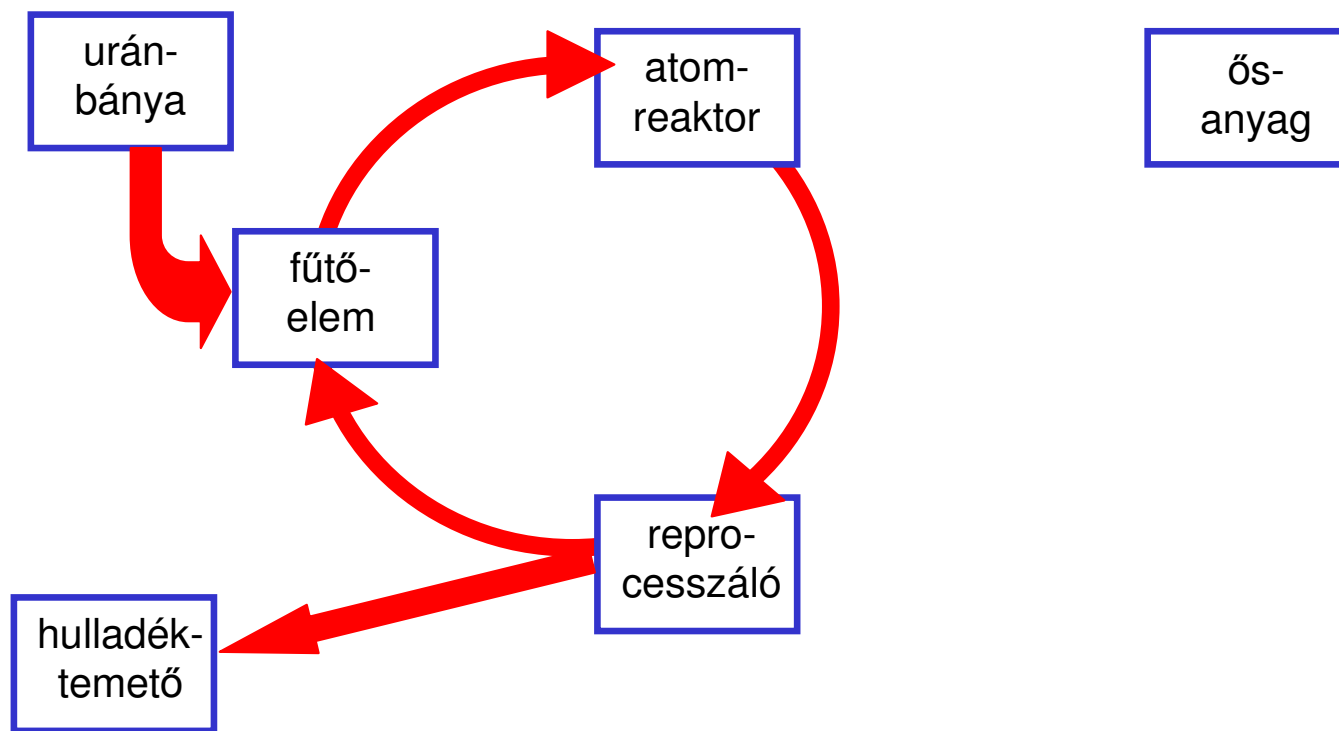 urán-
bánya
atom-
reaktor
ős-
anyag
fűtő-
elem
repro-
cesszáló
hulladék-
temető